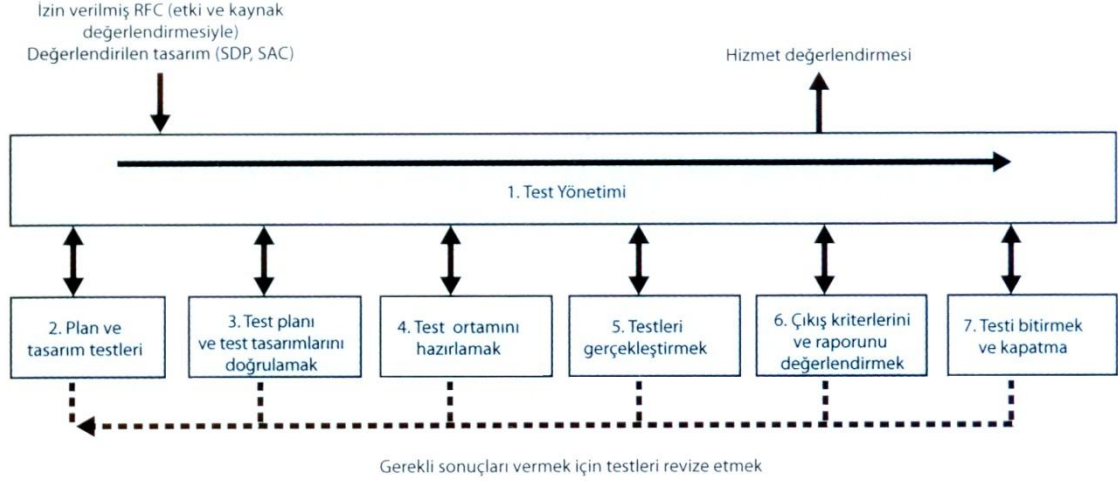 İzin verilmiş RFC (etki ve kaynak
değerlendirmesiyle)
Değerlendirilen tasarım (SDP, SAC)
Hizmet değerlendirmesi
1. Test Yönetimi
2. Plan ve
tasarım testleri
3. Test planı
ve test tasarımlarını
doğrulamak
4. Test ortamını
hazırlamak
5. Testleri
gerçekleştirmek
6. Çıkış kriterlerini
ve raporunu
değerlendirmek
7. Testi bitirmek
ve kapatma
Gerekli sonuçları vermek için testleri revize etmek